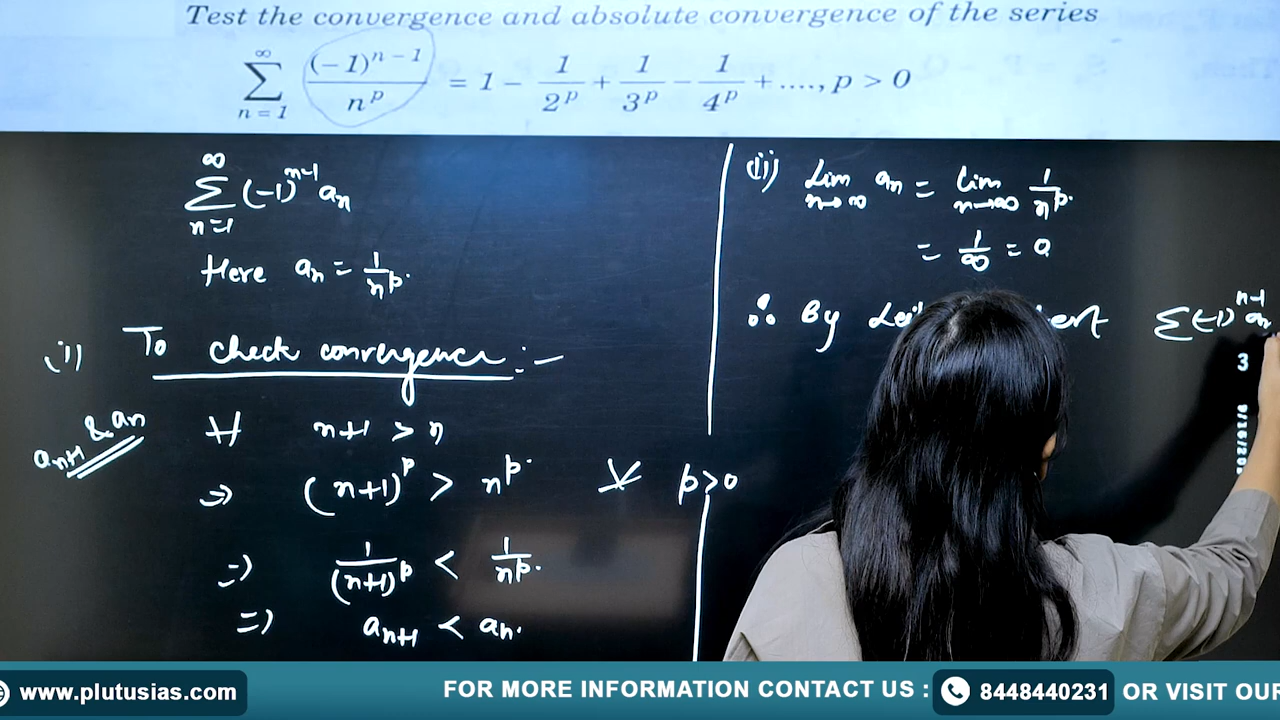 Test the convergence and absolute convergence of the series
∞
∑ (-1)^{n-1} / n^p = 1 - 1/2^p + 1/3^p - 1/4^p + ...., p > 0
n=1
∞
∑ (-1)^{n-1} a_n
n=1
Here a_n = 1/n^p.
(i) To check convergence :-
a_{n+1} & a_n
∀ n+1 > n
⇒ (n+1)^p > n^p. ∀ p>0
⇒ 1/(n+1)^p < 1/n^p.
⇒ a_{n+1} < a_n.
(ii) Lim a_n = Lim 1/n^p.
n→∞ n→∞
= 1/∞ = 0
∴ By ∑(-1)^{n-1} a_n
3
www.plutusias.com
FOR MORE INFORMATION CONTACT US : 8448440231 OR VISIT OUR